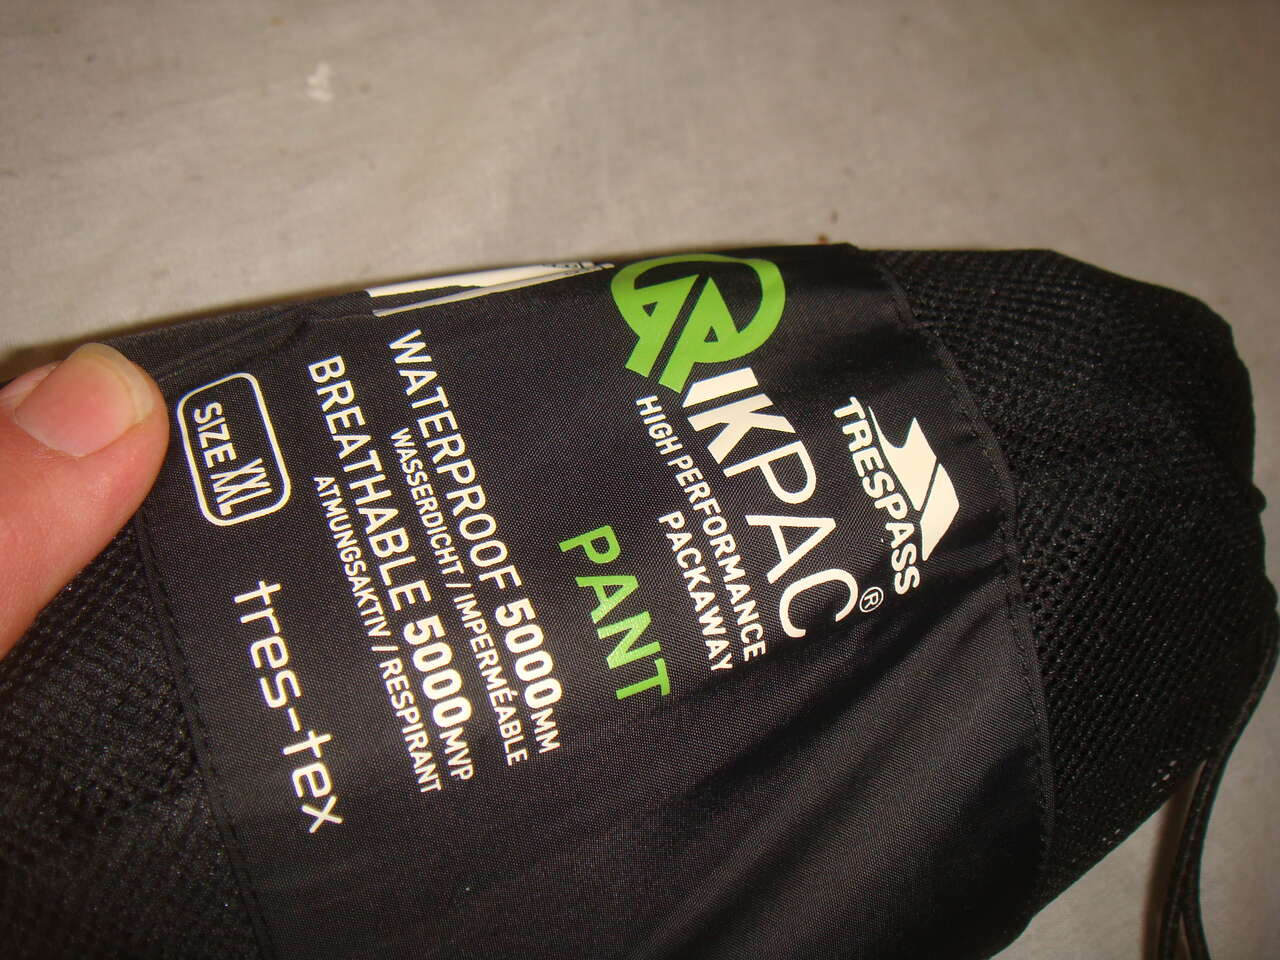 TRESPASS
QIKPAC®
HIGH PERFORMANCE
PACKAWAY
PANT
WATERPROOF 5000MM
WASSERDICHT / IMPERMÉABLE
BREATHABLE 5000MVP
ATMUNGSAKTIV / RESPIRANT
SIZE XXL
tres-tex